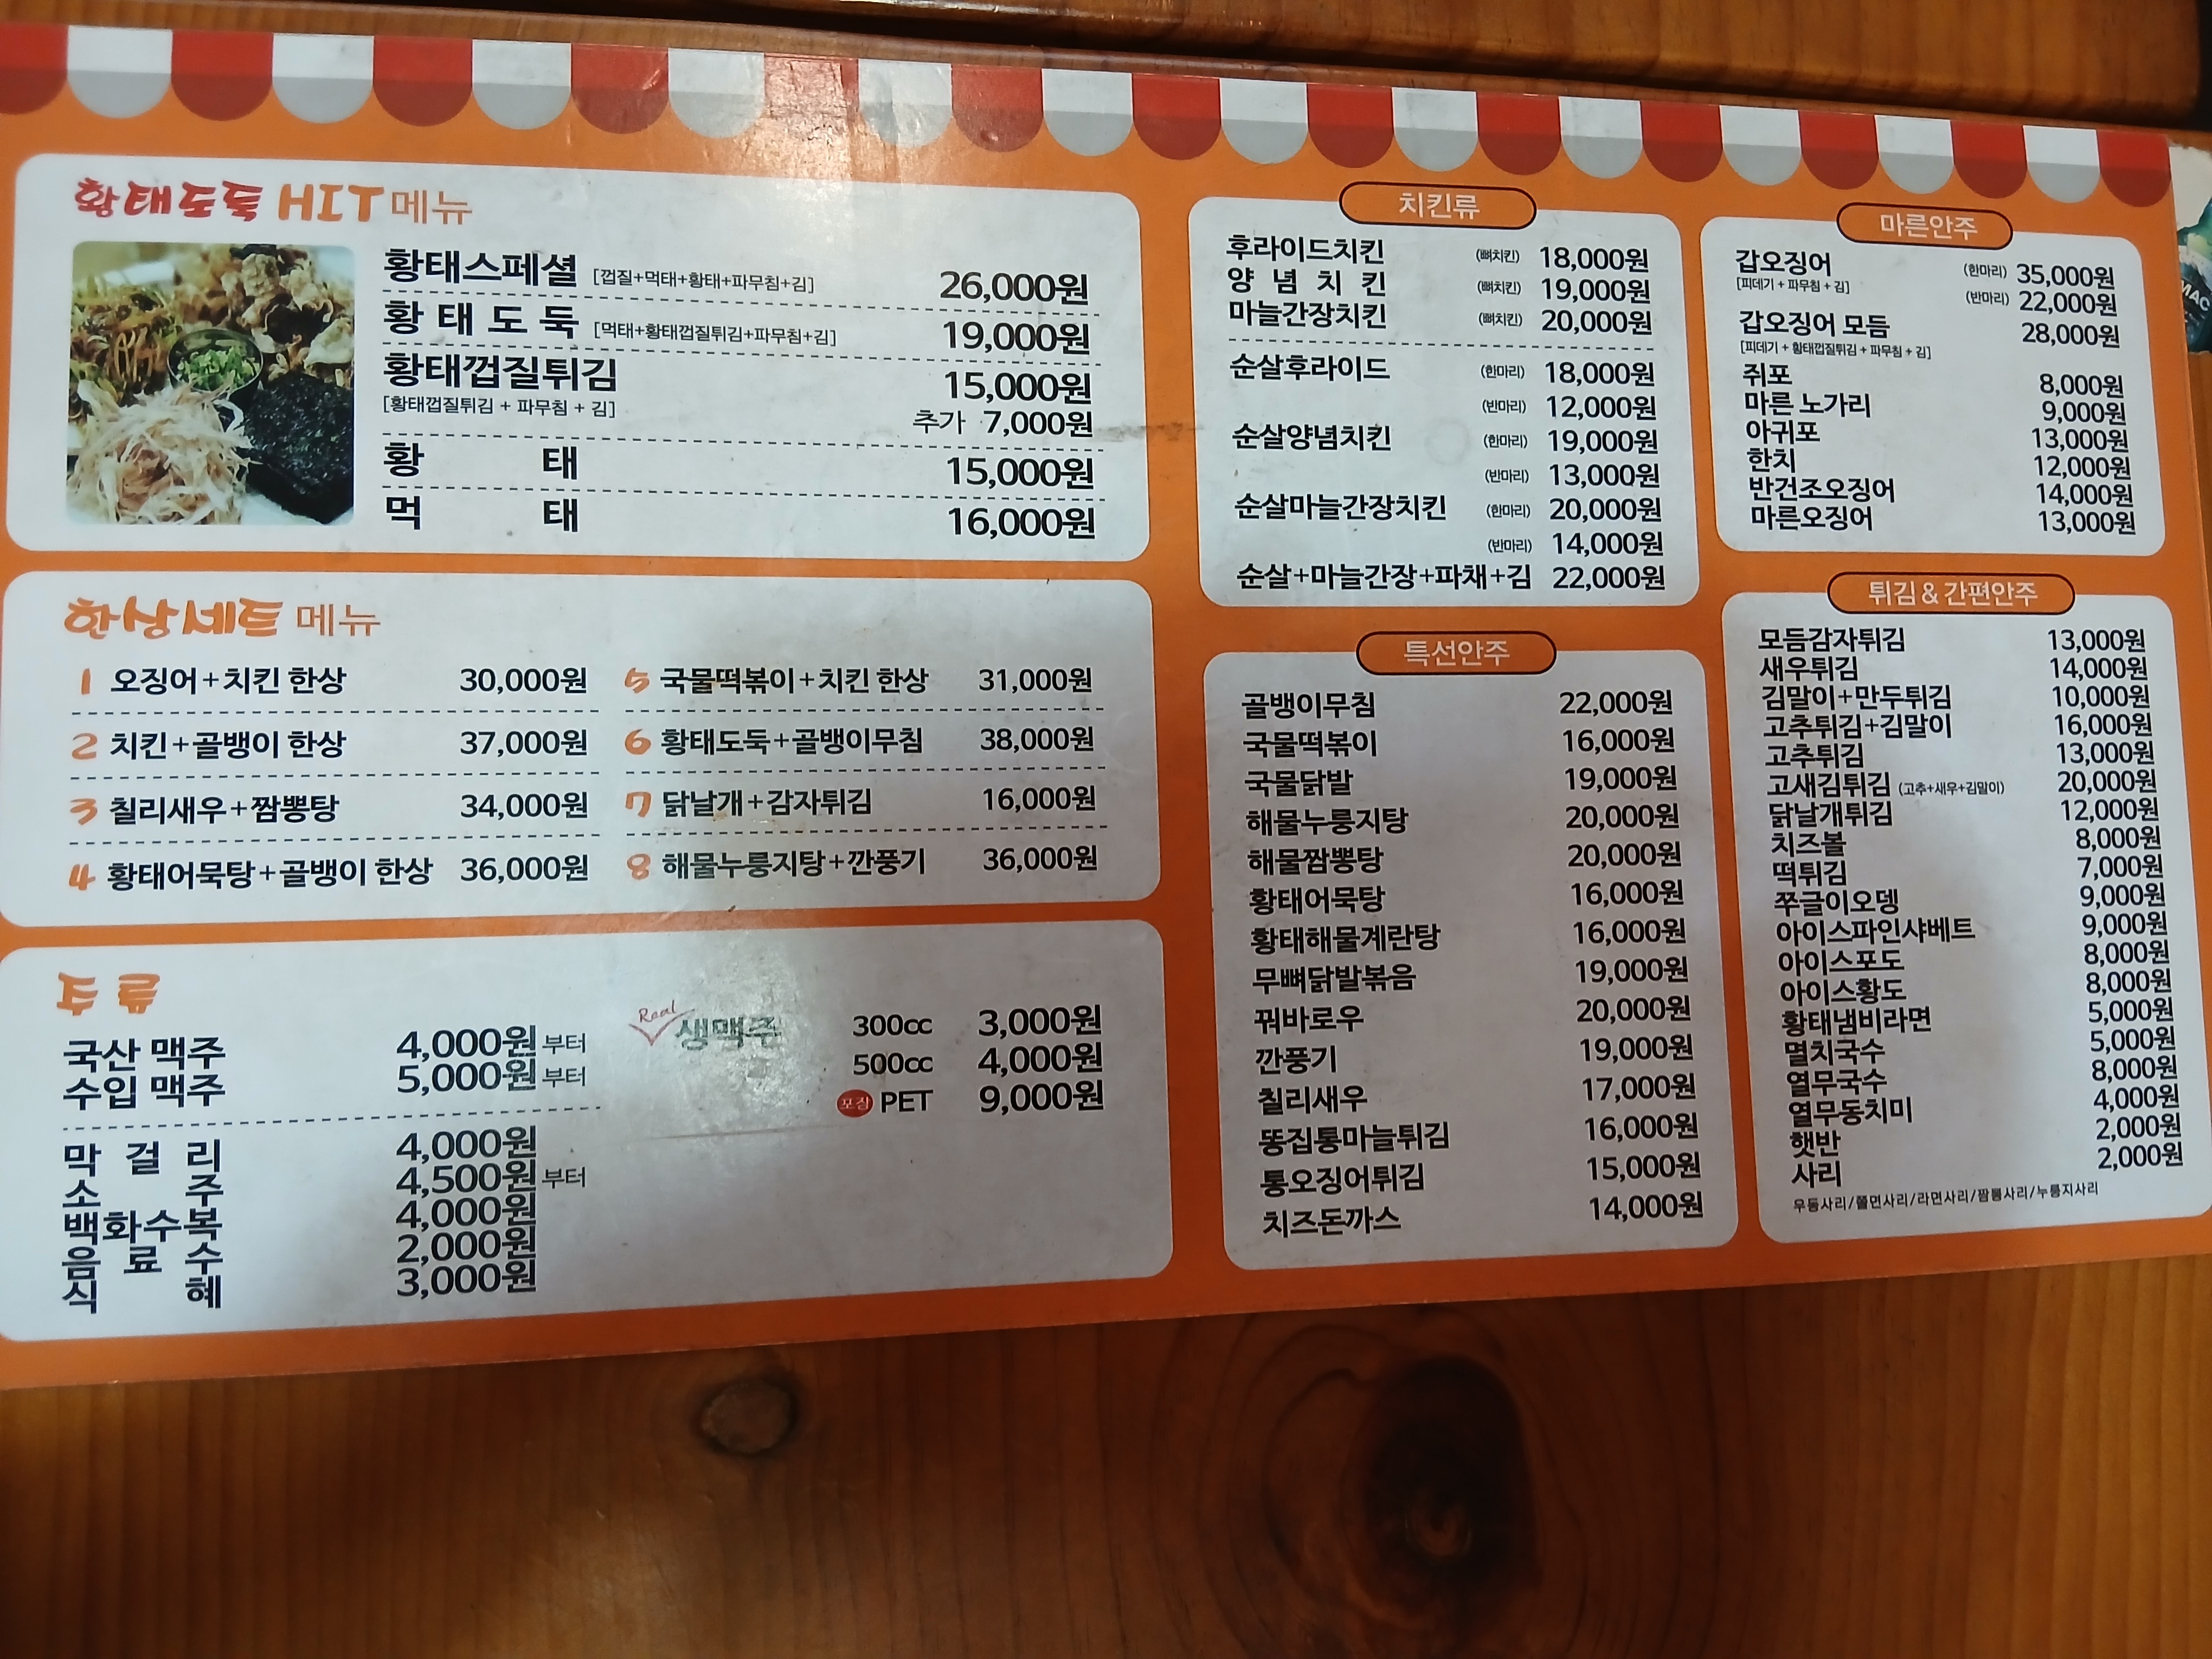 황태도둑 HIT 메뉴
황태스페셜 [껍질+먹태+황태+파무침+김] 26,000원
황태도둑 [먹태+황태껍질튀김+파무침+김] 19,000원
황태껍질튀김 15,000원
[황태껍질튀김 + 파무침 + 김] 추가 7,000원
황태 15,000원
먹태 16,000원
한상세트 메뉴
1 오징어+치킨 한상 30,000원
2 치킨+골뱅이 한상 37,000원
3 칠리새우+짬뽕탕 34,000원
4 황태어묵탕+골뱅이 한상 36,000원
5 국물떡볶이+치킨 한상 31,000원
6 황태도둑+골뱅이무침 38,000원
7 닭날개+감자튀김 16,000원
8 해물누룽지탕+깐풍기 36,000원
주류
국산 맥주 4,000원 부터
수입 맥주 5,000원 부터
막걸리 4,000원
소주 4,500원 부터
백화수복 4,000원
음료수 2,000원
식혜 3,000원
Real 생맥주 300cc 3,000원
500cc 4,000원
포장 PET 9,000원
치킨류
후라이드치킨 (뼈치킨) 18,000원
양념치킨 (뼈치킨) 19,000원
마늘간장치킨 (뼈치킨) 20,000원
순살후라이드 (한마리) 18,000원
(반마리) 12,000원
순살양념치킨 (한마리) 19,000원
(반마리) 13,000원
순살마늘간장치킨 (한마리) 20,000원
(반마리) 14,000원
순살+마늘간장+파채+김 22,000원
특선안주
골뱅이무침 22,000원
국물떡볶이 16,000원
국물닭발 19,000원
해물누룽지탕 20,000원
해물짬뽕탕 20,000원
황태어묵탕 16,000원
황태해물계란탕 16,000원
무뼈닭발볶음 19,000원
꿔바로우 20,000원
깐풍기 19,000원
칠리새우 17,000원
똥집통마늘튀김 16,000원
통오징어튀김 15,000원
치즈돈까스 14,000원
마른안주
갑오징어 (한마리) 35,000원
[피데기 + 파무침 + 김] (반마리) 22,000원
갑오징어 모듬 28,000원
[피데기 + 황태껍질튀김 + 파무침 + 김]
쥐포 8,000원
마른 노가리 9,000원
아귀포 13,000원
한치 12,000원
반건조오징어 14,000원
마른오징어 13,000원
튀김 & 간편안주
모듬감자튀김 13,000원
새우튀김 14,000원
김말이+만두튀김 10,000원
고추튀김+김말이 16,000원
고추튀김 13,000원
고새김튀김 (고추+새우+김말이) 20,000원
닭날개튀김 12,000원
치즈볼 8,000원
떡튀김 7,000원
쭈글이오뎅 9,000원
아이스파인샤베트 9,000원
아이스포도 8,000원
아이스황도 8,000원
황태냄비라면 5,000원
멸치국수 5,000원
열무국수 8,000원
열무동치미 4,000원
햇반 2,000원
사리 2,000원
우동사리/쫄면사리/라면사리/짬뽕사리/누룽지사리